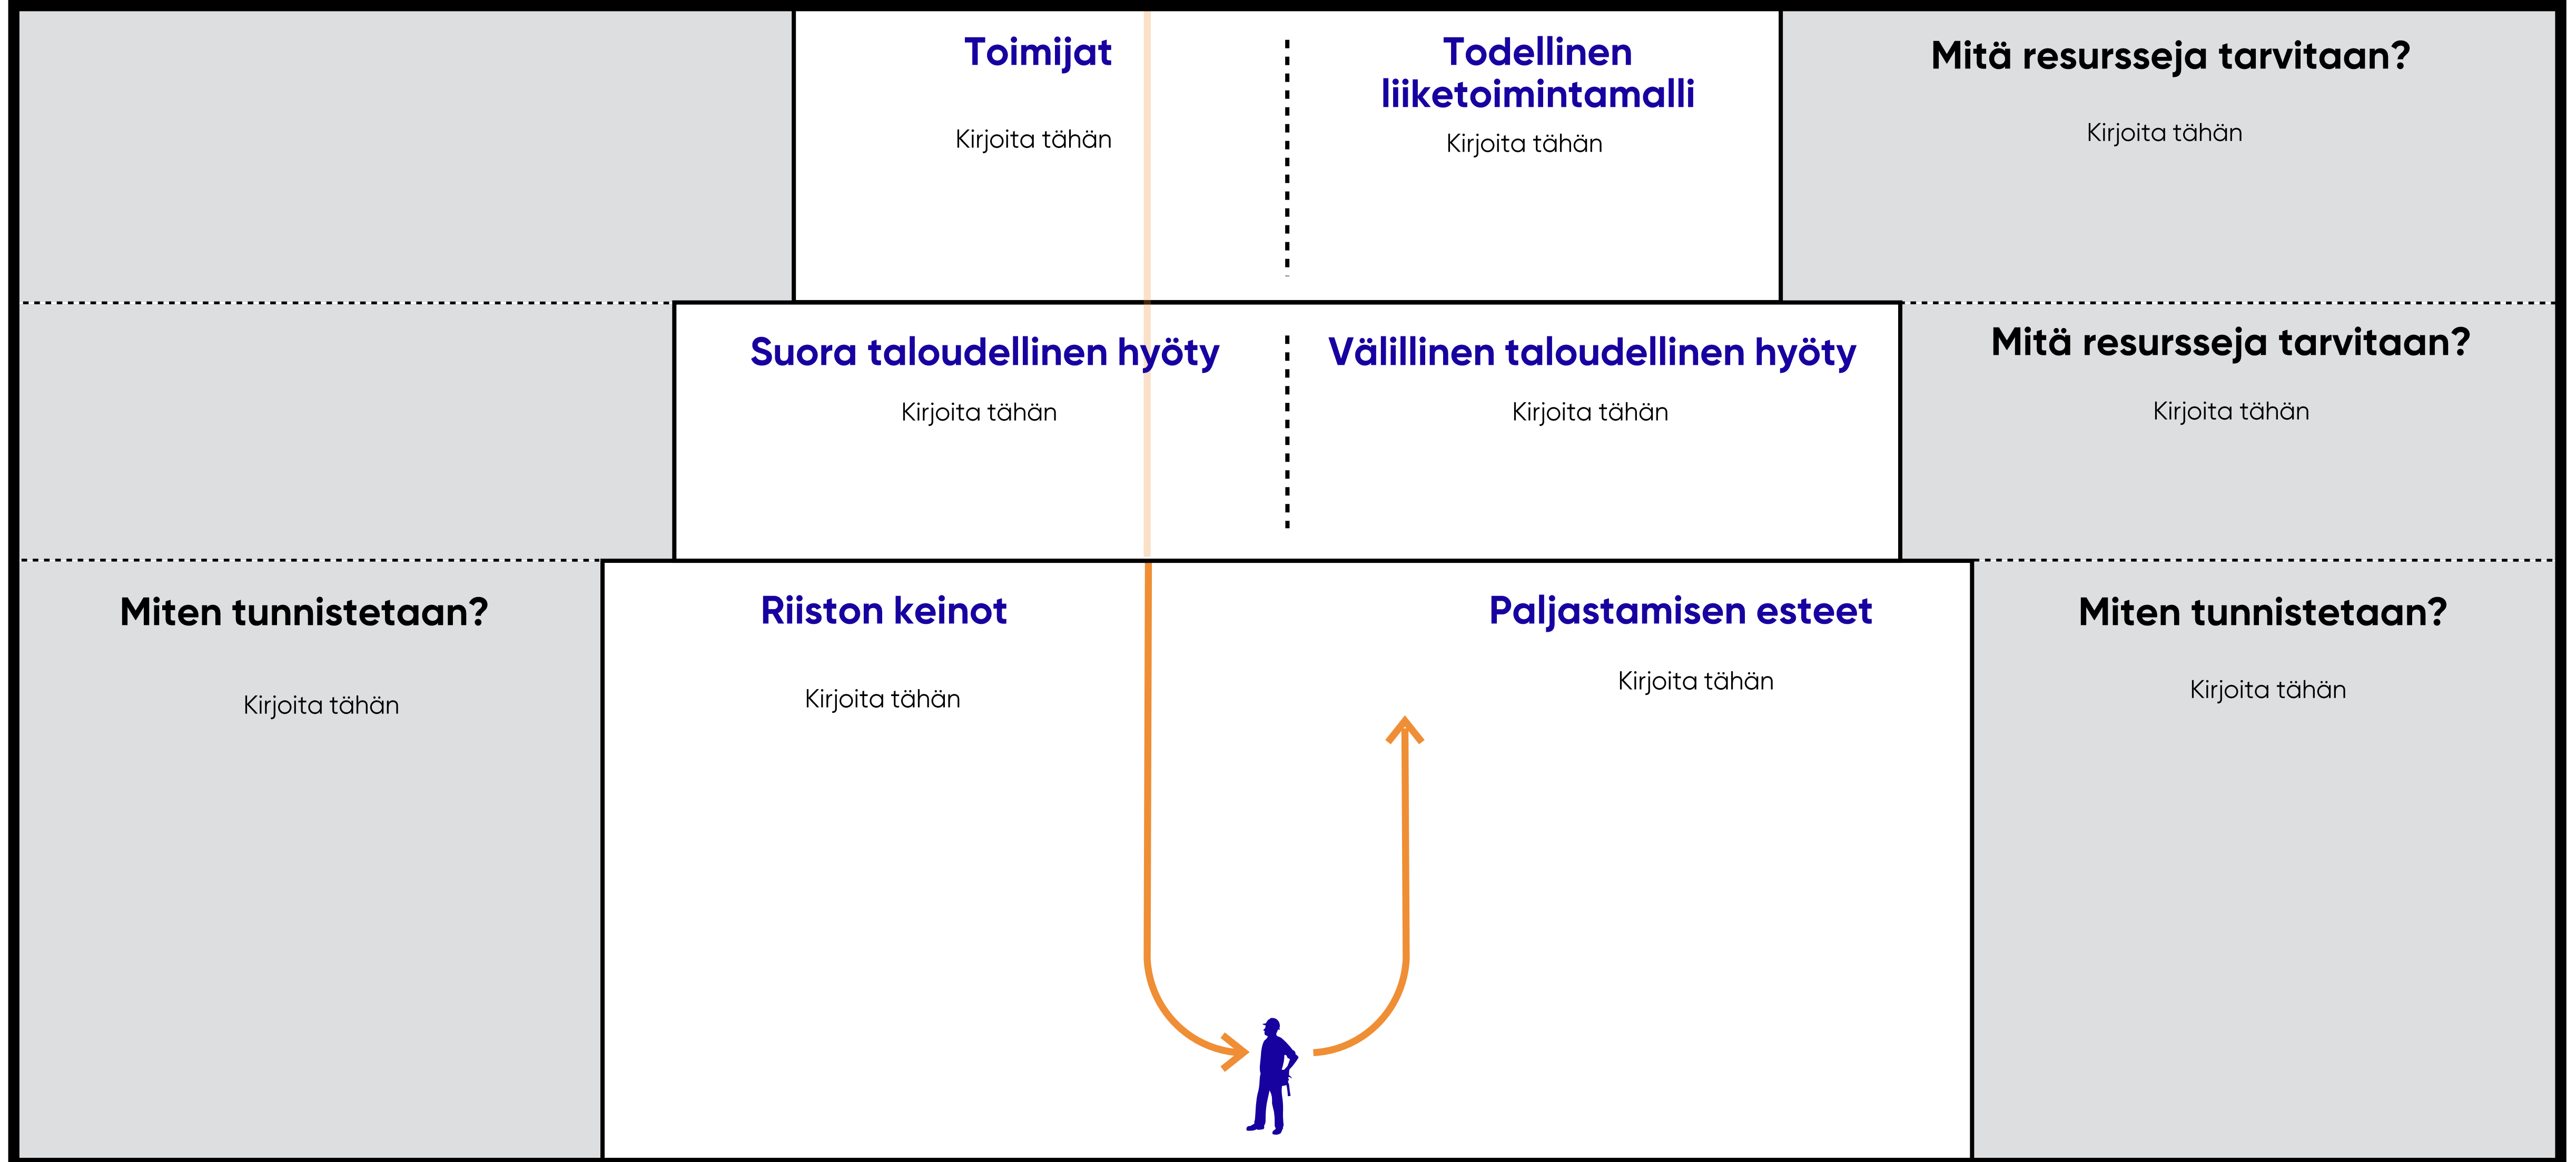 Toimijat
Kirjoita tähän
Todellinen
liiketoimintamalli
Kirjoita tähän
Mitä resursseja tarvitaan?
Kirjoita tähän
Suora taloudellinen hyöty
Kirjoita tähän
Välillinen taloudellinen hyöty
Kirjoita tähän
Mitä resursseja tarvitaan?
Kirjoita tähän
Miten tunnistetaan?
Kirjoita tähän
Riiston keinot
Kirjoita tähän
Paljastamisen esteet
Kirjoita tähän
Miten tunnistetaan?
Kirjoita tähän